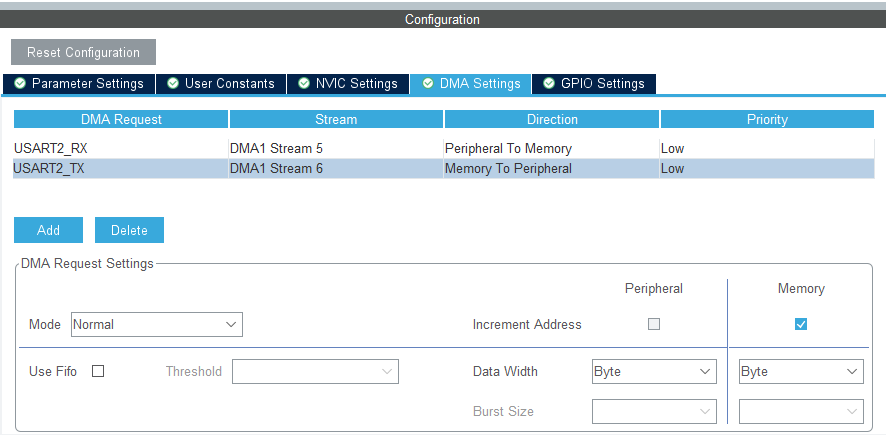 Configuration
Reset Configuration
Parameter Settings User Constants NVIC Settings DMA Settings GPIO Settings
DMA Request Stream Direction Priority
USART2_RX DMA1 Stream 5 Peripheral To Memory Low
USART2_TX DMA1 Stream 6 Memory To Peripheral Low
Add Delete
DMA Request Settings
Peripheral Memory
Mode Normal Increment Address
Use Fifo Threshold Data Width Byte Byte
Burst Size